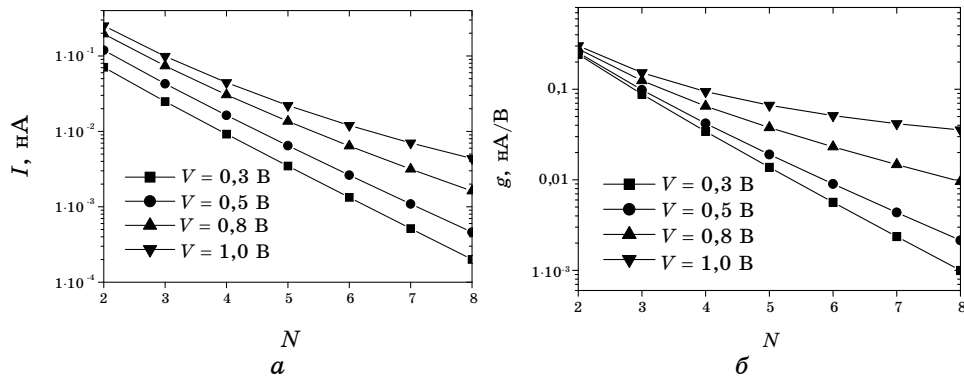 I, нА
1·10⁻¹
1·10⁻²
1·10⁻³
1·10⁻⁴
V = 0,3 В
V = 0,5 В
V = 0,8 В
V = 1,0 В
2 3 4 5 6 7 8
N
а
g, нА/В
0,1
0,01
1·10⁻³
V = 0,3 В
V = 0,5 В
V = 0,8 В
V = 1,0 В
2 3 4 5 6 7 8
N
б